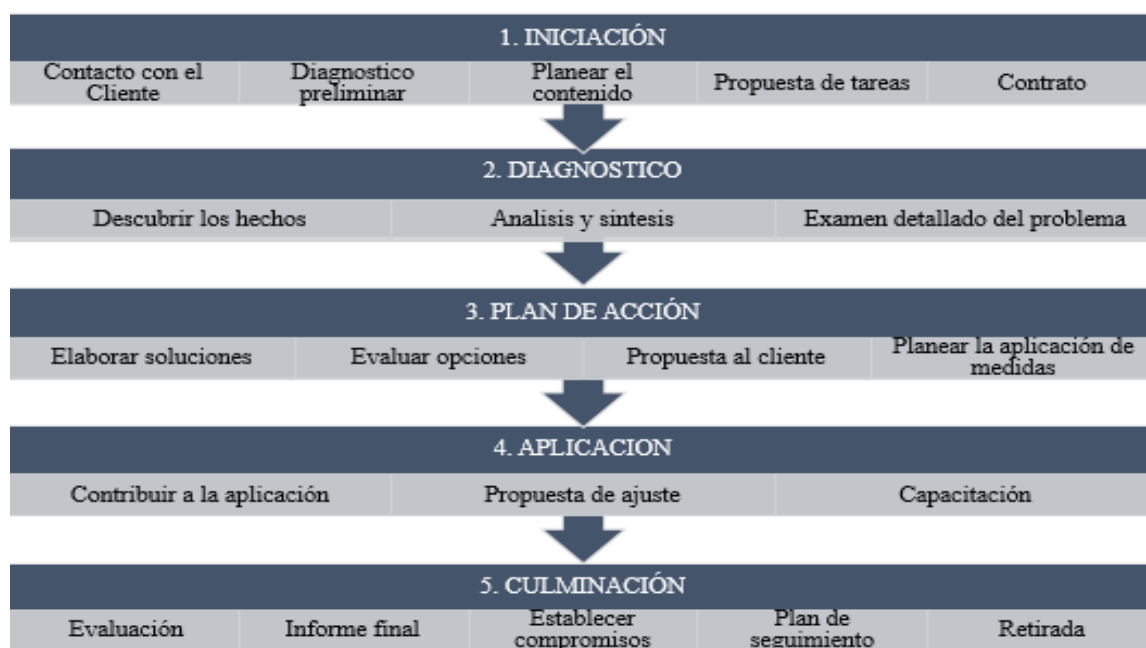 1. INICIACIÓN
Contacto con el
Cliente
Diagnostico
preliminar
Planear el
contenido
Propuesta de tareas
Contrato
2. DIAGNOSTICO
Descubrir los hechos
Analisis y sintesis
Examen detallado del problema
3. PLAN DE ACCIÓN
Elaborar soluciones
Evaluar opciones
Propuesta al cliente
Planear la aplicación de
medidas
4. APLICACION
Contribuir a la aplicación
Propuesta de ajuste
Capacitación
5. CULMINACIÓN
Evaluación
Informe final
Establecer
compromisos
Plan de
seguimiento
Retirada